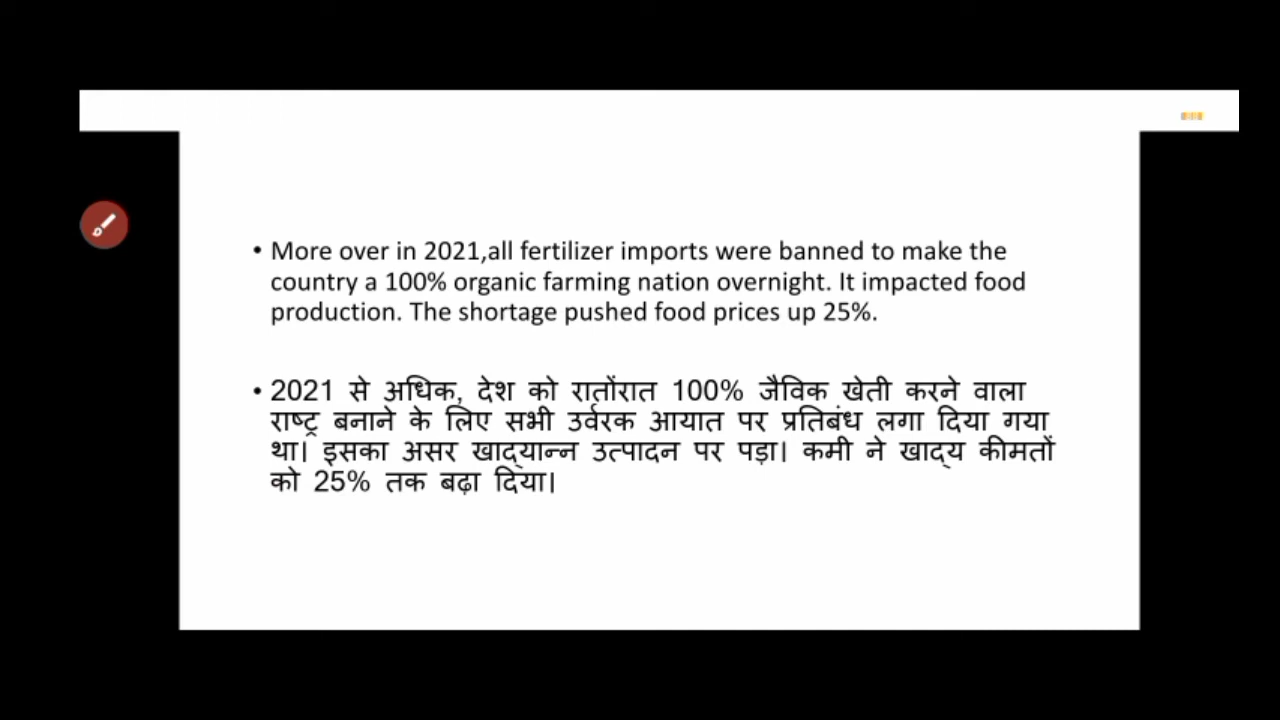 • More over in 2021,all fertilizer imports were banned to make the
country a 100% organic farming nation overnight. It impacted food
production. The shortage pushed food prices up 25%.
• 2021 से अधिक, देश को रातोंरात 100% जैविक खेती करने वाला
राष्ट्र बनाने के लिए सभी उर्वरक आयात पर प्रतिबंध लगा दिया गया
था। इसका असर खाद्यान्न उत्पादन पर पड़ा। कमी ने खाद्य कीमतों
को 25% तक बढ़ा दिया।